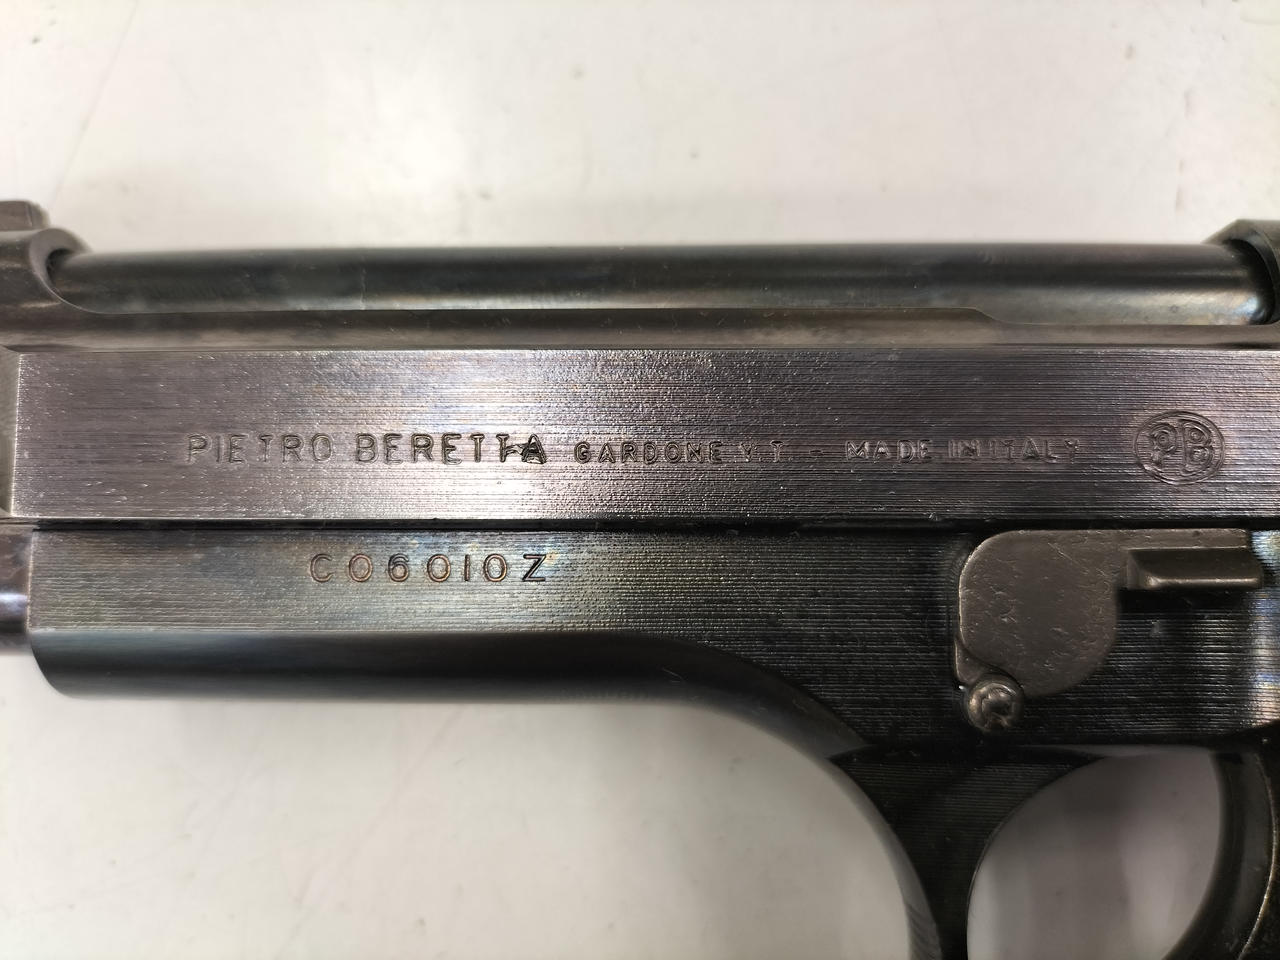 PIETRO BERETTA GARDONE V.T. - MADE IN ITALY PB
C06010Z